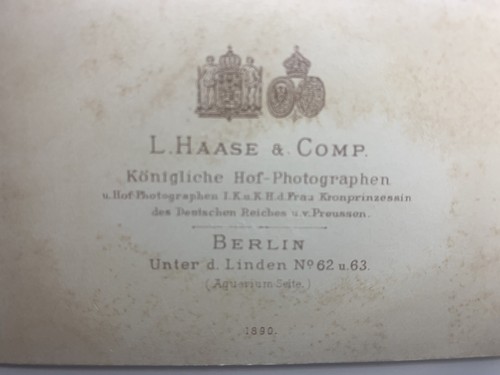 L. HAASE & COMP.
Königliche Hof-Photographen
u. Hof-Photographen I.K.u.K.H.d. Frau Kronprinzessin
des Deutschen Reiches u.v. Preussen.
BERLIN
Unter d. Linden No 62 u. 63.
(Aquarium-Seite.)
1890.